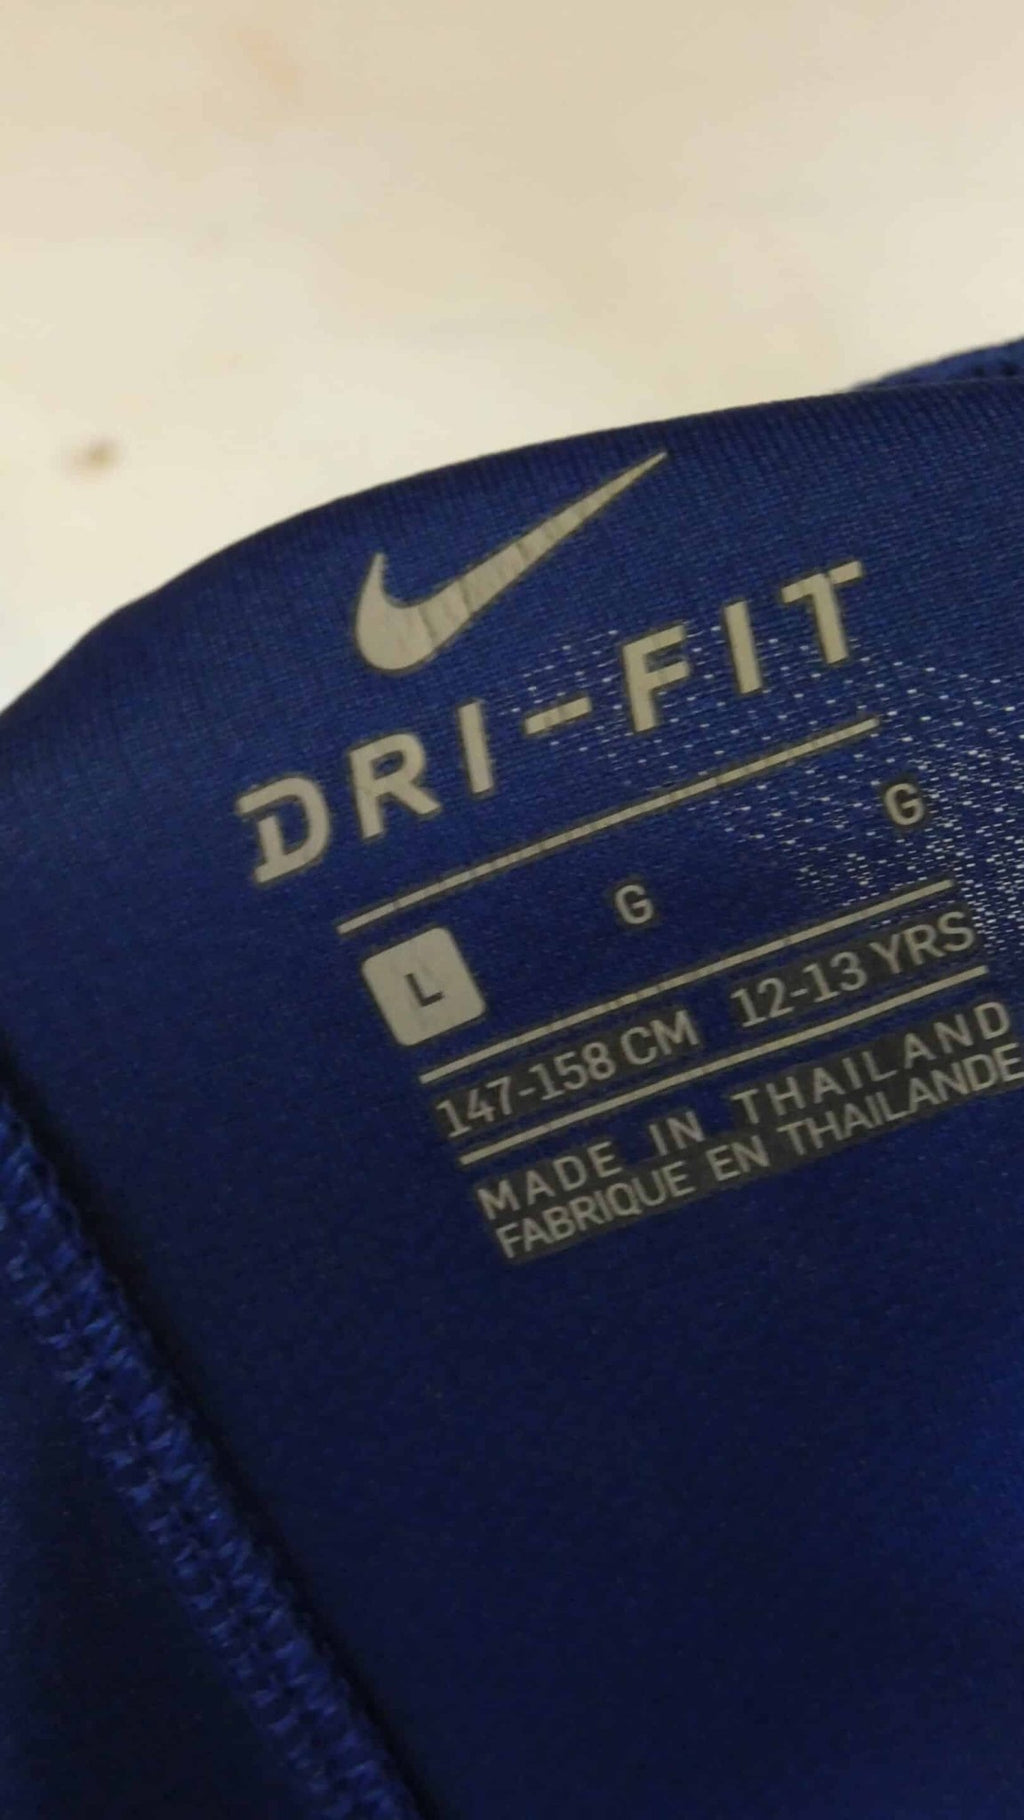 DRI-FIT
L G G
147-158 CM 12-13 YRS
MADE IN THAILAND
FABRIQUE EN THAILANDE